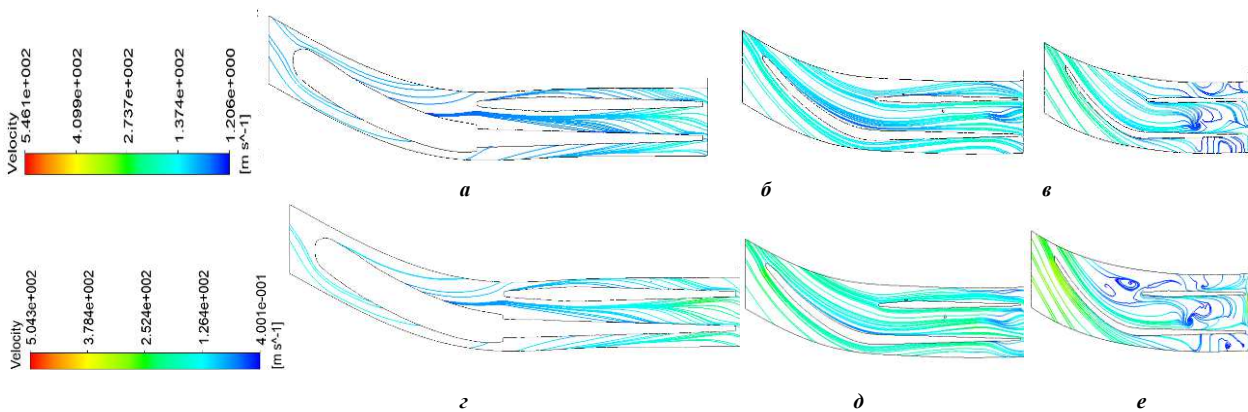 Velocity
5.461e+002
4.099e+002
2.737e+002
1.374e+002
1.206e+000
[m s^-1]
а
б
в
Velocity
5.043e+002
3.784e+002
2.524e+002
1.264e+002
4.001e-001
[m s^-1]
г
д
е